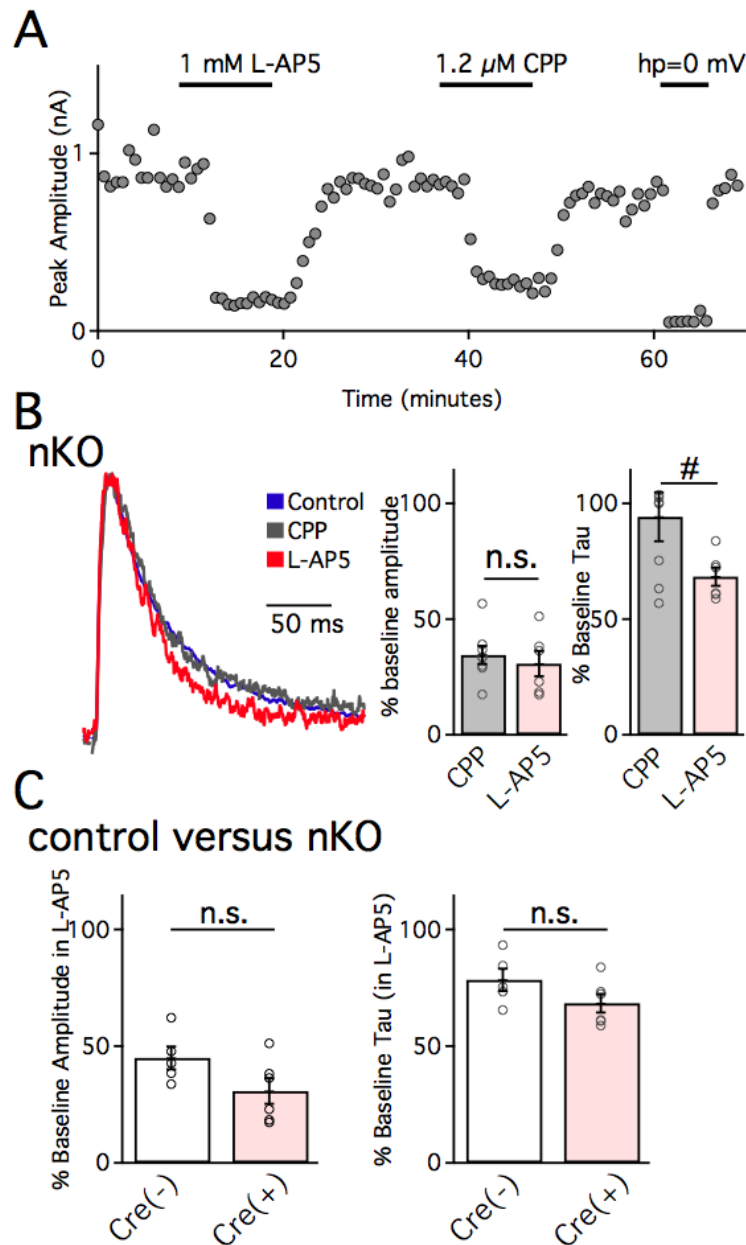 A
1 mM L-AP5 1.2 µM CPP hp=0 mV
Peak Amplitude (nA)
1
0
0 20 40 60
Time (minutes)
B
nKO
Control
CPP
L-AP5
50 ms
% baseline amplitude
100
50
0
n.s.
CPP L-AP5
% Baseline Tau
100
50
0
#
CPP L-AP5
C
control versus nKO
% Baseline Amplitude in L-AP5
100
50
0
n.s.
Cre(-) Cre(+)
% Baseline Tau (in L-AP5)
100
50
0
n.s.
Cre(-) Cre(+)